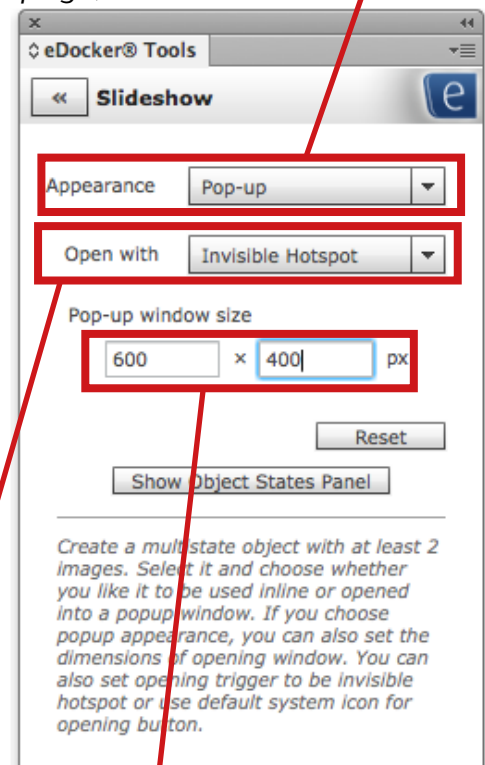 eDocker® Tools
« Slideshow
e
Appearance Pop-up
Open with Invisible Hotspot
Pop-up window size
600 × 400 px
Reset
Show Object States Panel
Create a multistate object with at least 2
images. Select it and choose whether
you like it to be used inline or opened
into a popup window. If you choose
popup appearance, you can also set the
dimensions of opening window. You can
also set opening trigger to be invisible
hotspot or use default system icon for
opening button.